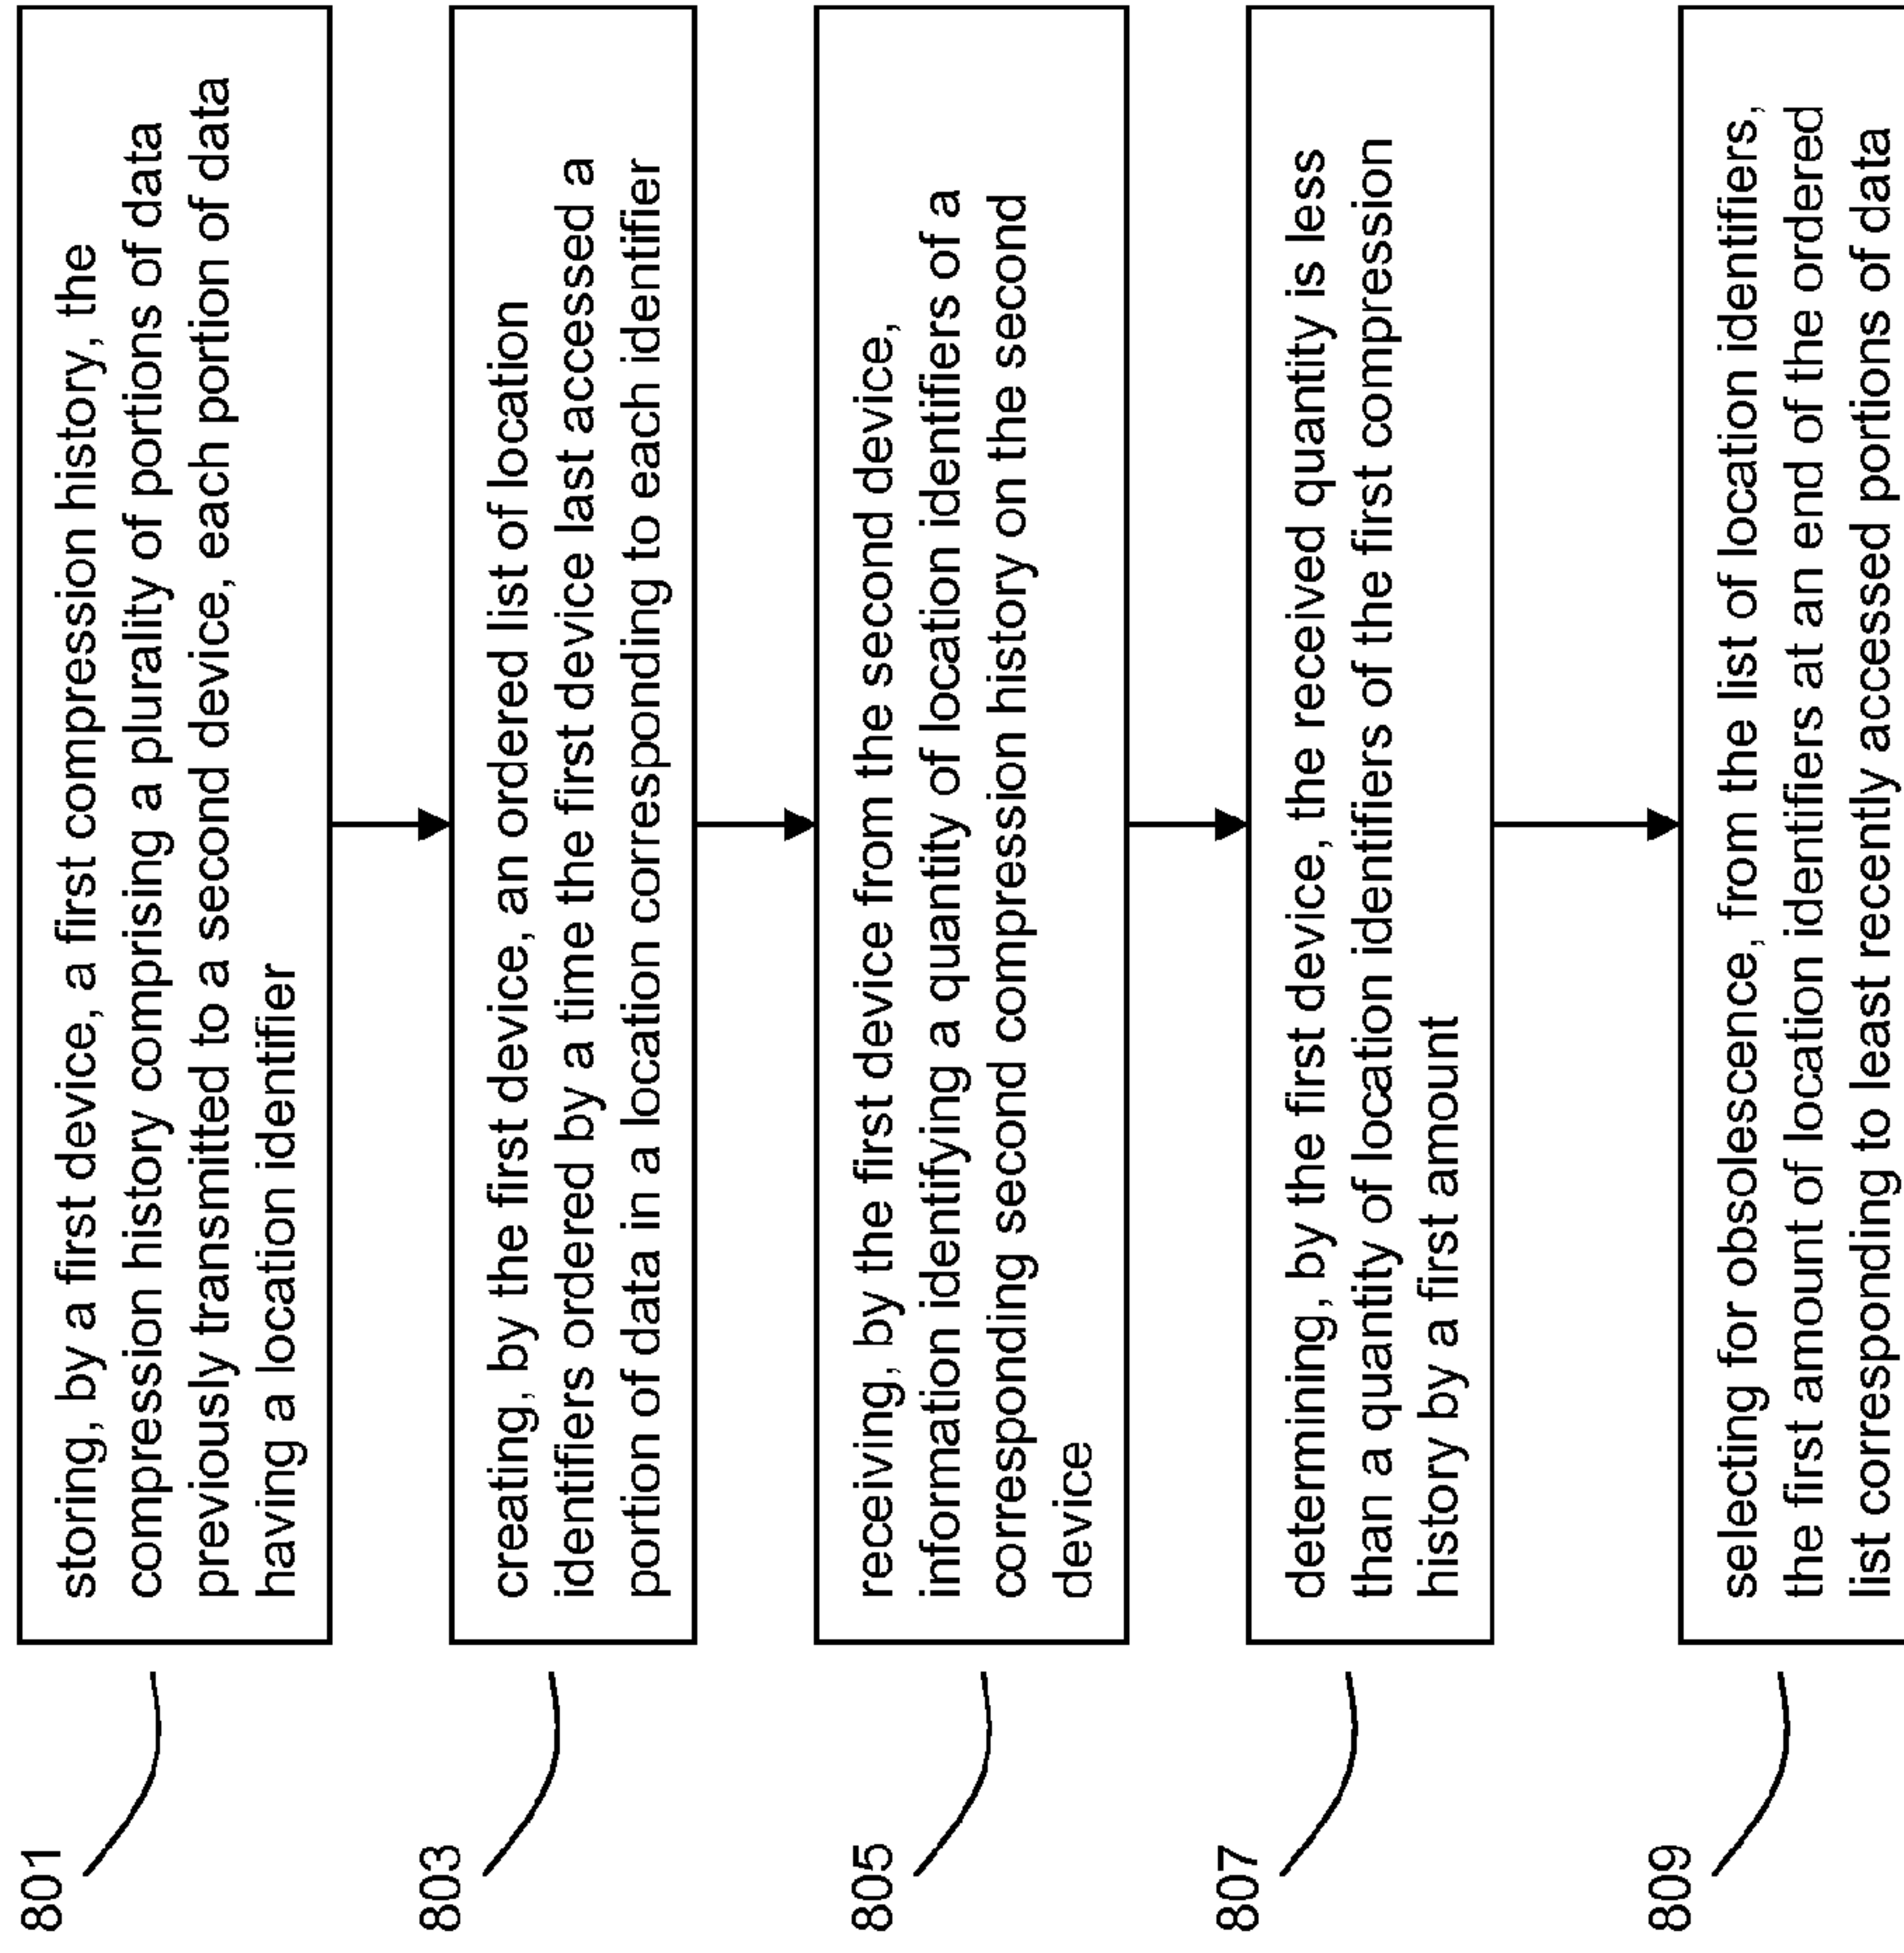 801
storing, by a first device, a first compression history, the
compression history comprising a plurality of portions of data
previously transmitted to a second device, each portion of data
having a location identifier
803
creating, by the first device, an ordered list of location
identifiers ordered by a time the first device last accessed a
portion of data in a location corresponding to each identifier
805
receiving, by the first device from the second device,
information identifying a quantity of location identifiers of a
corresponding second compression history on the second
device
807
determining, by the first device, the received quantity is less
than a quantity of location identifiers of the first compression
history by a first amount
809
selecting for obsolescence, from the list of location identifiers,
the first amount of location identifiers at an end of the ordered
list corresponding to least recently accessed portions of data